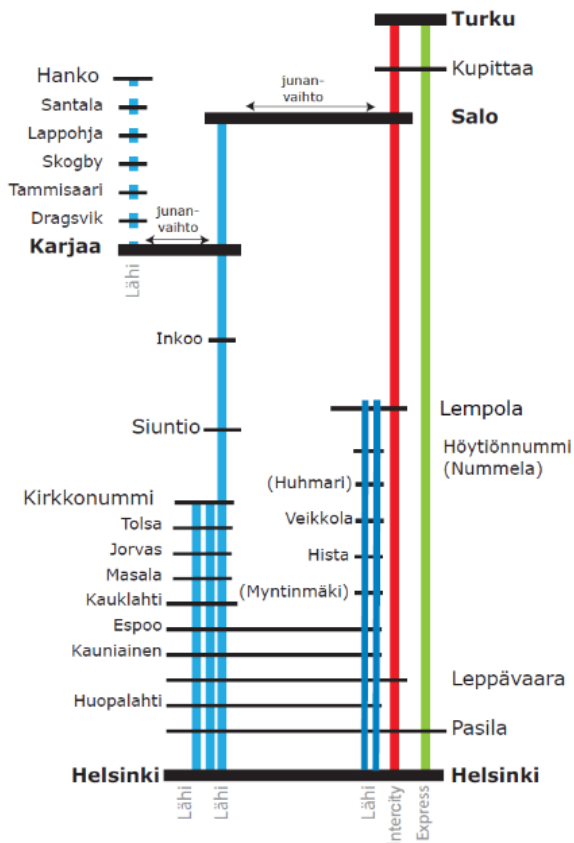 Turku
Kupittaa
Hanko
junan-
vaihto
Santala
Salo
Lappohja
Skogby
Tammisaari
Dragsvik
junan-
vaihto
Karjaa
Lähi
Inkoo
Siuntio
Lempola
Höytiönnummi
(Nummela)
(Huhmari)
Kirkkonummi
Tolsa
Veikkola
Jorvas
Hista
Masala
Kauklahti
(Myntinmäki)
Espoo
Kauniainen
Leppävaara
Huopalahti
Pasila
Helsinki
Helsinki
Lähi
Lähi
Lähi
Intercity
Express